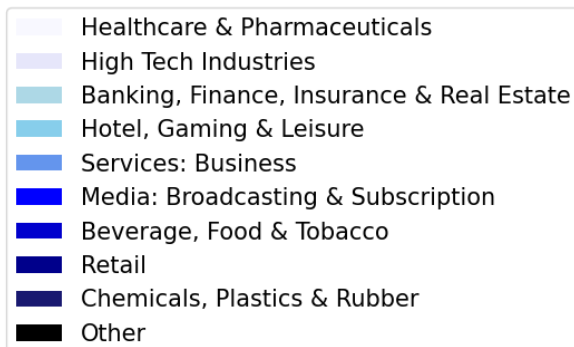 Healthcare & Pharmaceuticals
High Tech Industries
Banking, Finance, Insurance & Real Estate
Hotel, Gaming & Leisure
Services: Business
Media: Broadcasting & Subscription
Beverage, Food & Tobacco
Retail
Chemicals, Plastics & Rubber
Other